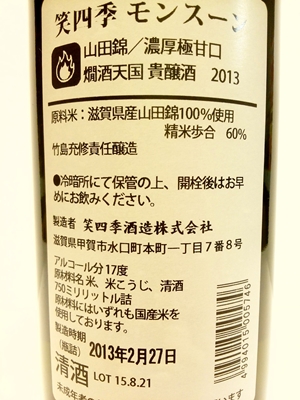 笑四季 モンスーン
山田錦／濃厚極甘口
燗酒天国 貴醸酒 2013
原料米：滋賀県産山田錦100％使用
精米歩合 60%
竹島充修責任醸造
●冷暗所にて保管の上、開栓後はお早
めにお飲みください。
製造者 笑四季酒造株式会社
滋賀県甲賀市水口町本町一丁目7番8号
アルコール分17度
原材料名 米、米こうじ、清酒
750ミリリットル詰
原材料にはいずれも国産米を
使用しております。
製造時期
(瓶詰) 2013年2月27日
清酒 LOT 15.8.21
4994015005746